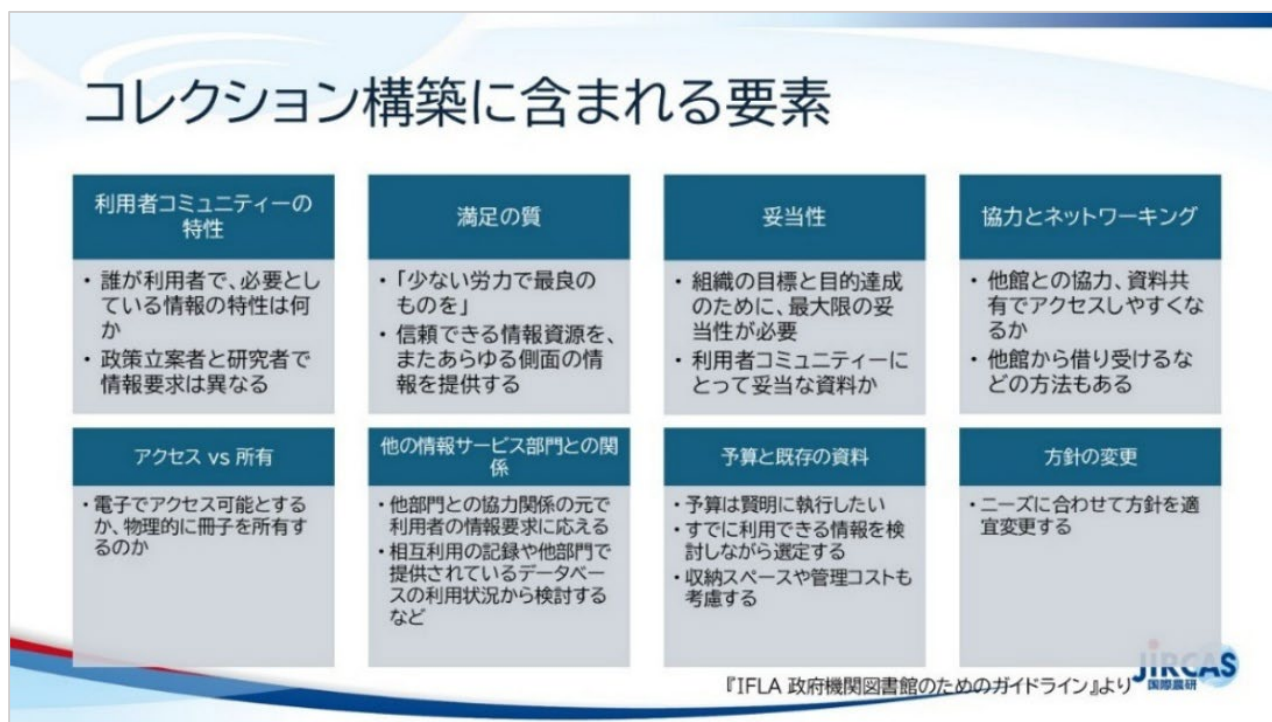 コレクション構築に含まれる要素
利用者コミュニティーの
特性
・誰が利用者で、必要とし
ている情報の特性は何
か
・政策立案者と研究者で
情報要求は異なる
満足の質
・「少ない労力で最良の
ものを」
・信頼できる情報資源を、
またあらゆる側面の情
報を提供する
妥当性
・組織の目標と目的達成
のために、最大限の妥
当性が必要
・利用者コミュニティーに
とって妥当な資料か
協力とネットワーキング
・他館との協力、資料共
有でアクセスしやすくな
るか
・他館から借り受けるな
どの方法もある
アクセス vs 所有
・電子でアクセス可能とする
か、物理的に冊子を所有す
るのか
他の情報サービス部門との関
係
・他部門との協力関係の元で
利用者の情報要求に応える
・相互利用の記録や他部門で
提供されているデータベー
スの利用状況から検討する
など
予算と既存の資料
・予算は賢明に執行したい
・すでに利用できる情報を検
討しながら選定する
・収納スペースや管理コストも
考慮する
方針の変更
・ニーズに合わせて方針を適
宜変更する
『IFLA 政府機関図書館のためのガイドライン』より
JIRCAS
国際農研